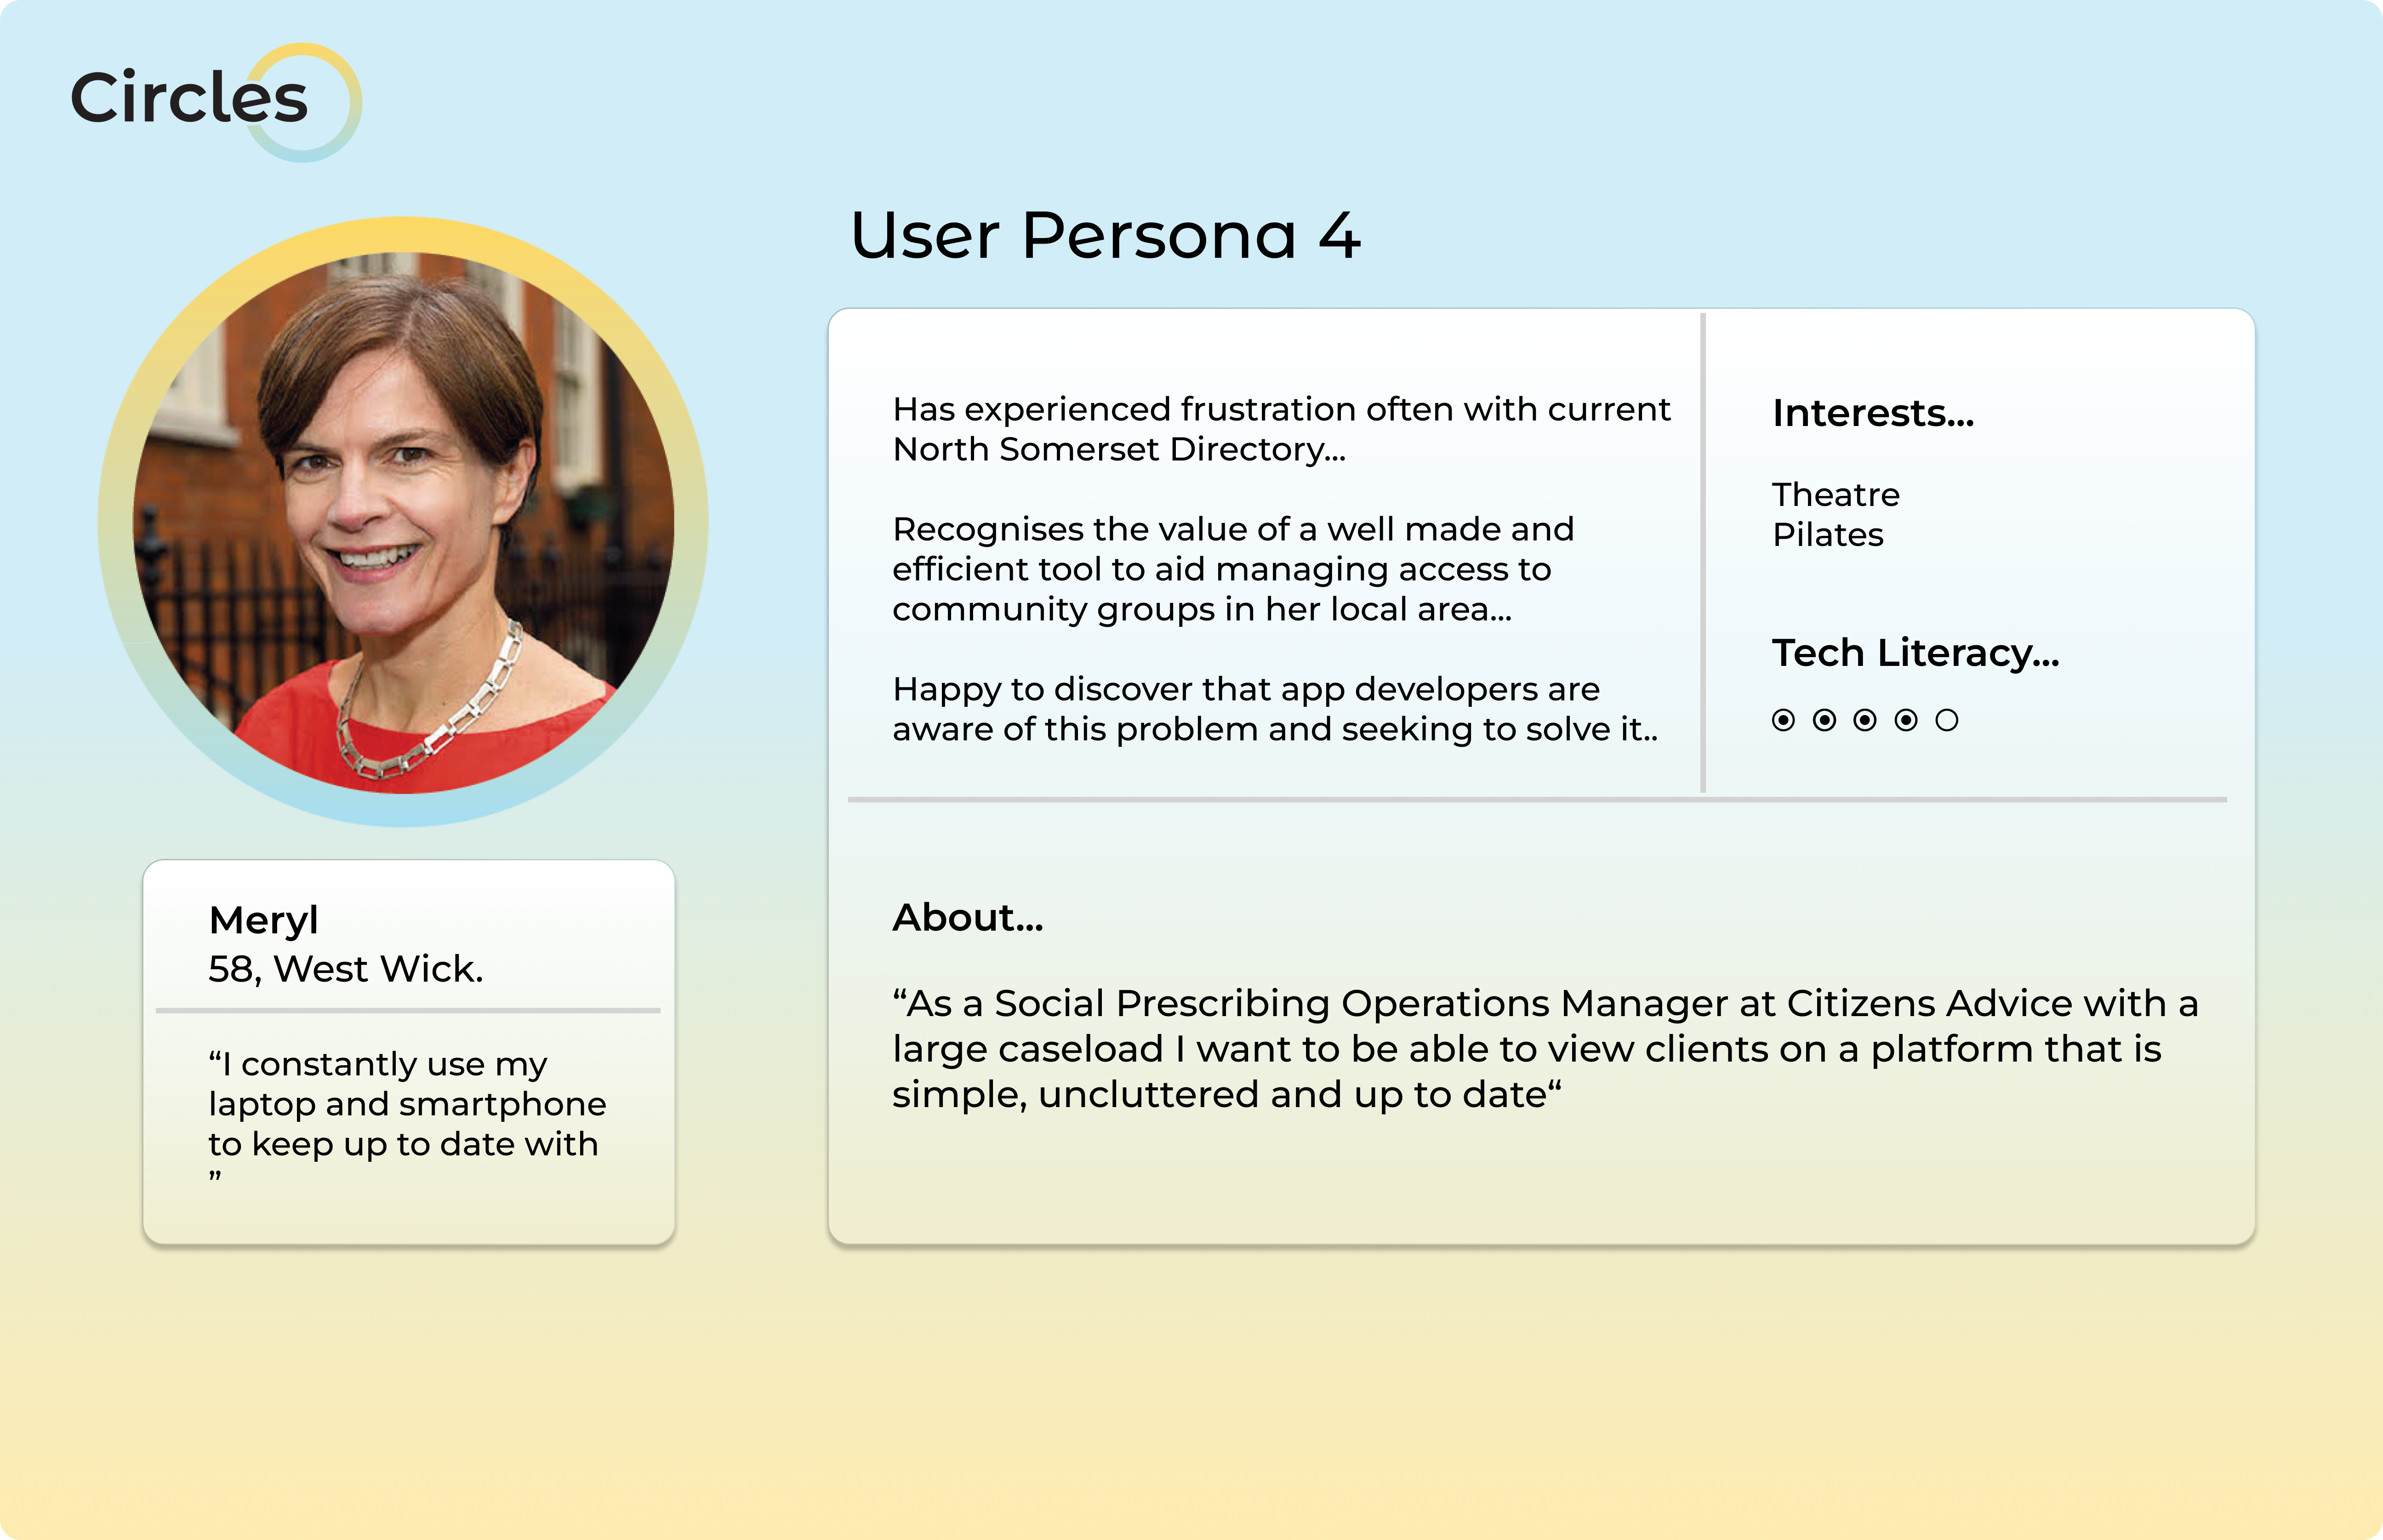 Circles
User Persona 4
Has experienced frustration often with current
North Somerset Directory...
Recognises the value of a well made and
efficient tool to aid managing access to
community groups in her local area...
Happy to discover that app developers are
aware of this problem and seeking to solve it..
Interests...
Theatre
Pilates
Tech Literacy...
Meryl
58, West Wick.
“I constantly use my
laptop and smartphone
to keep up to date with
”
About...
“As a Social Prescribing Operations Manager at Citizens Advice with a
large caseload I want to be able to view clients on a platform that is
simple, uncluttered and up to date“